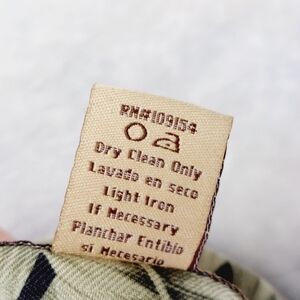 RN#109154
Dry Clean Only
Lavado en seco
Light Iron
If Necessary
Planchar Entibio
si Necesario